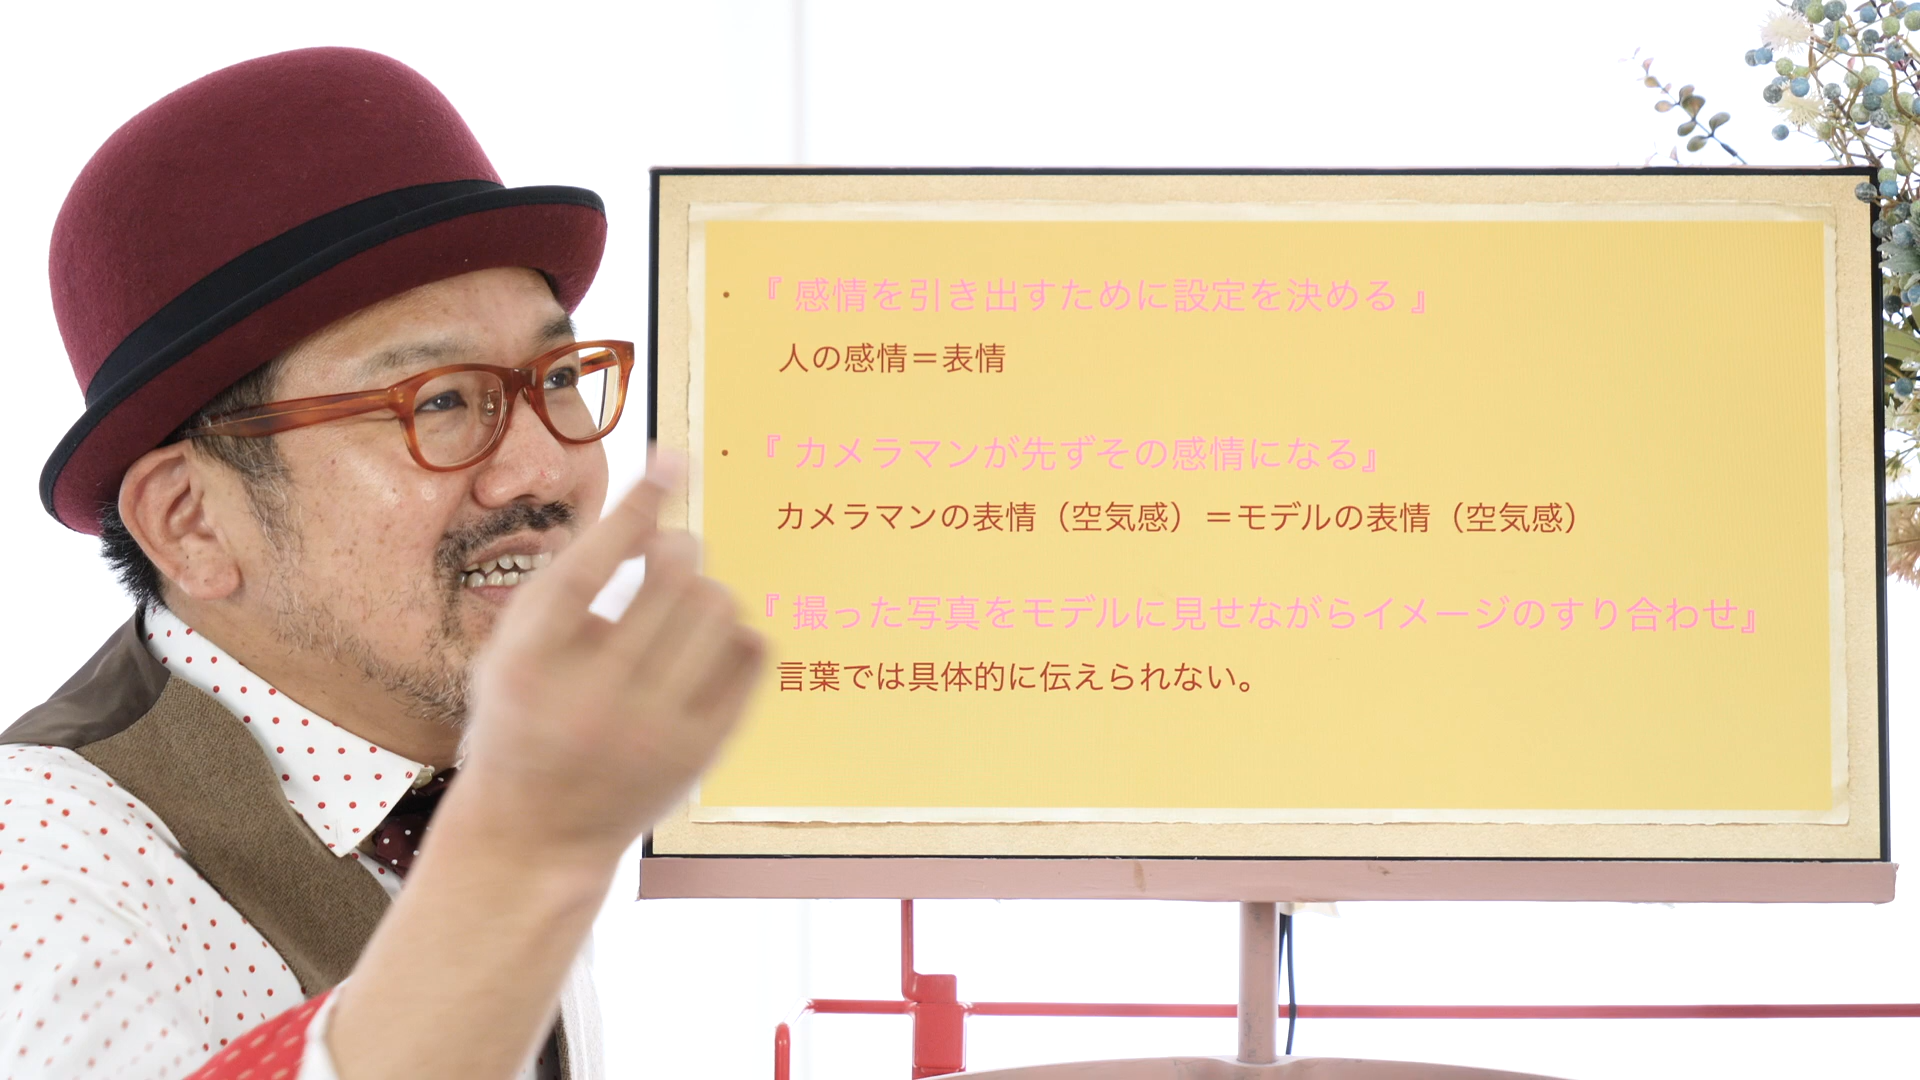 ・『 感情を引き出すために設定を決める 』
人の感情＝表情
・『 カメラマンが先ずその感情になる』
カメラマンの表情（空気感）＝モデルの表情（空気感）
『 撮った写真をモデルに見せながらイメージのすり合わせ』
言葉では具体的に伝えられない。